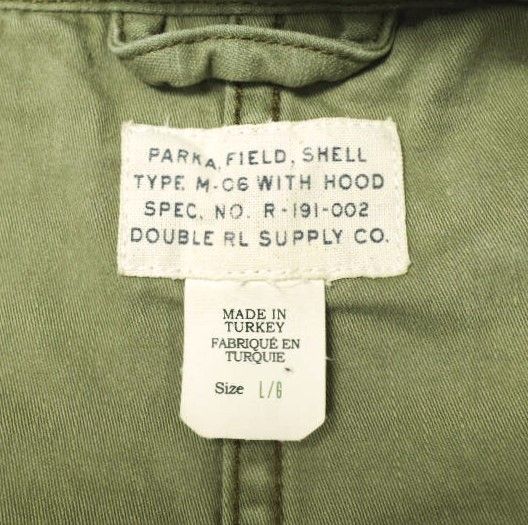 PARKA, FIELD, SHELL
TYPE M-06 WITH HOOD
SPEC. NO. R-191-002
DOUBLE RL SUPPLY CO.
MADE IN
TURKEY
FABRIQUÉ EN
TURQUIE
Size L/G